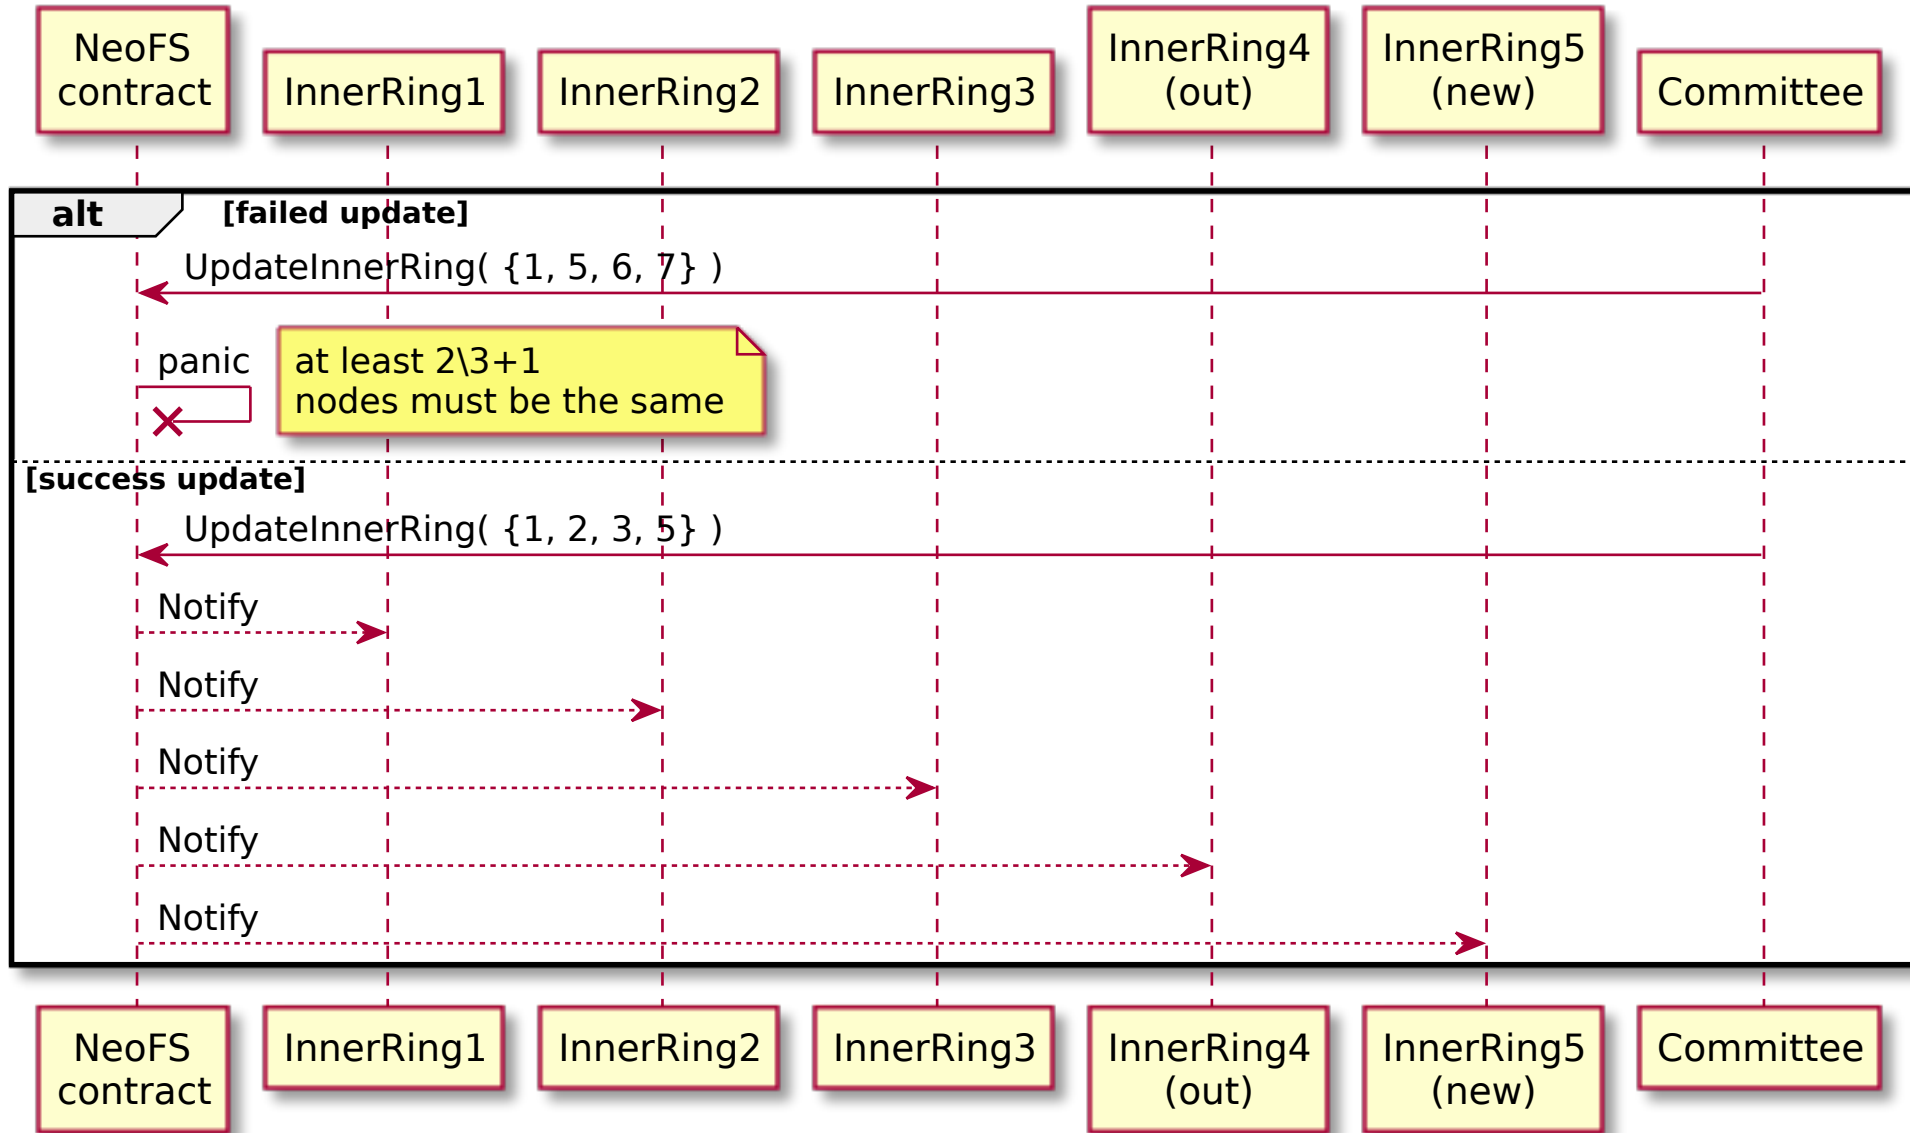 NeoFS
contract
InnerRing1
InnerRing2
InnerRing3
InnerRing4
(out)
InnerRing5
(new)
Committee
alt
[failed update]
UpdateInnerRing( {1, 5, 6, 7} )
panic
at least 2\3+1
nodes must be the same
[success update]
UpdateInnerRing( {1, 2, 3, 5} )
Notify
Notify
Notify
Notify
Notify
NeoFS
contract
InnerRing1
InnerRing2
InnerRing3
InnerRing4
(out)
InnerRing5
(new)
Committee